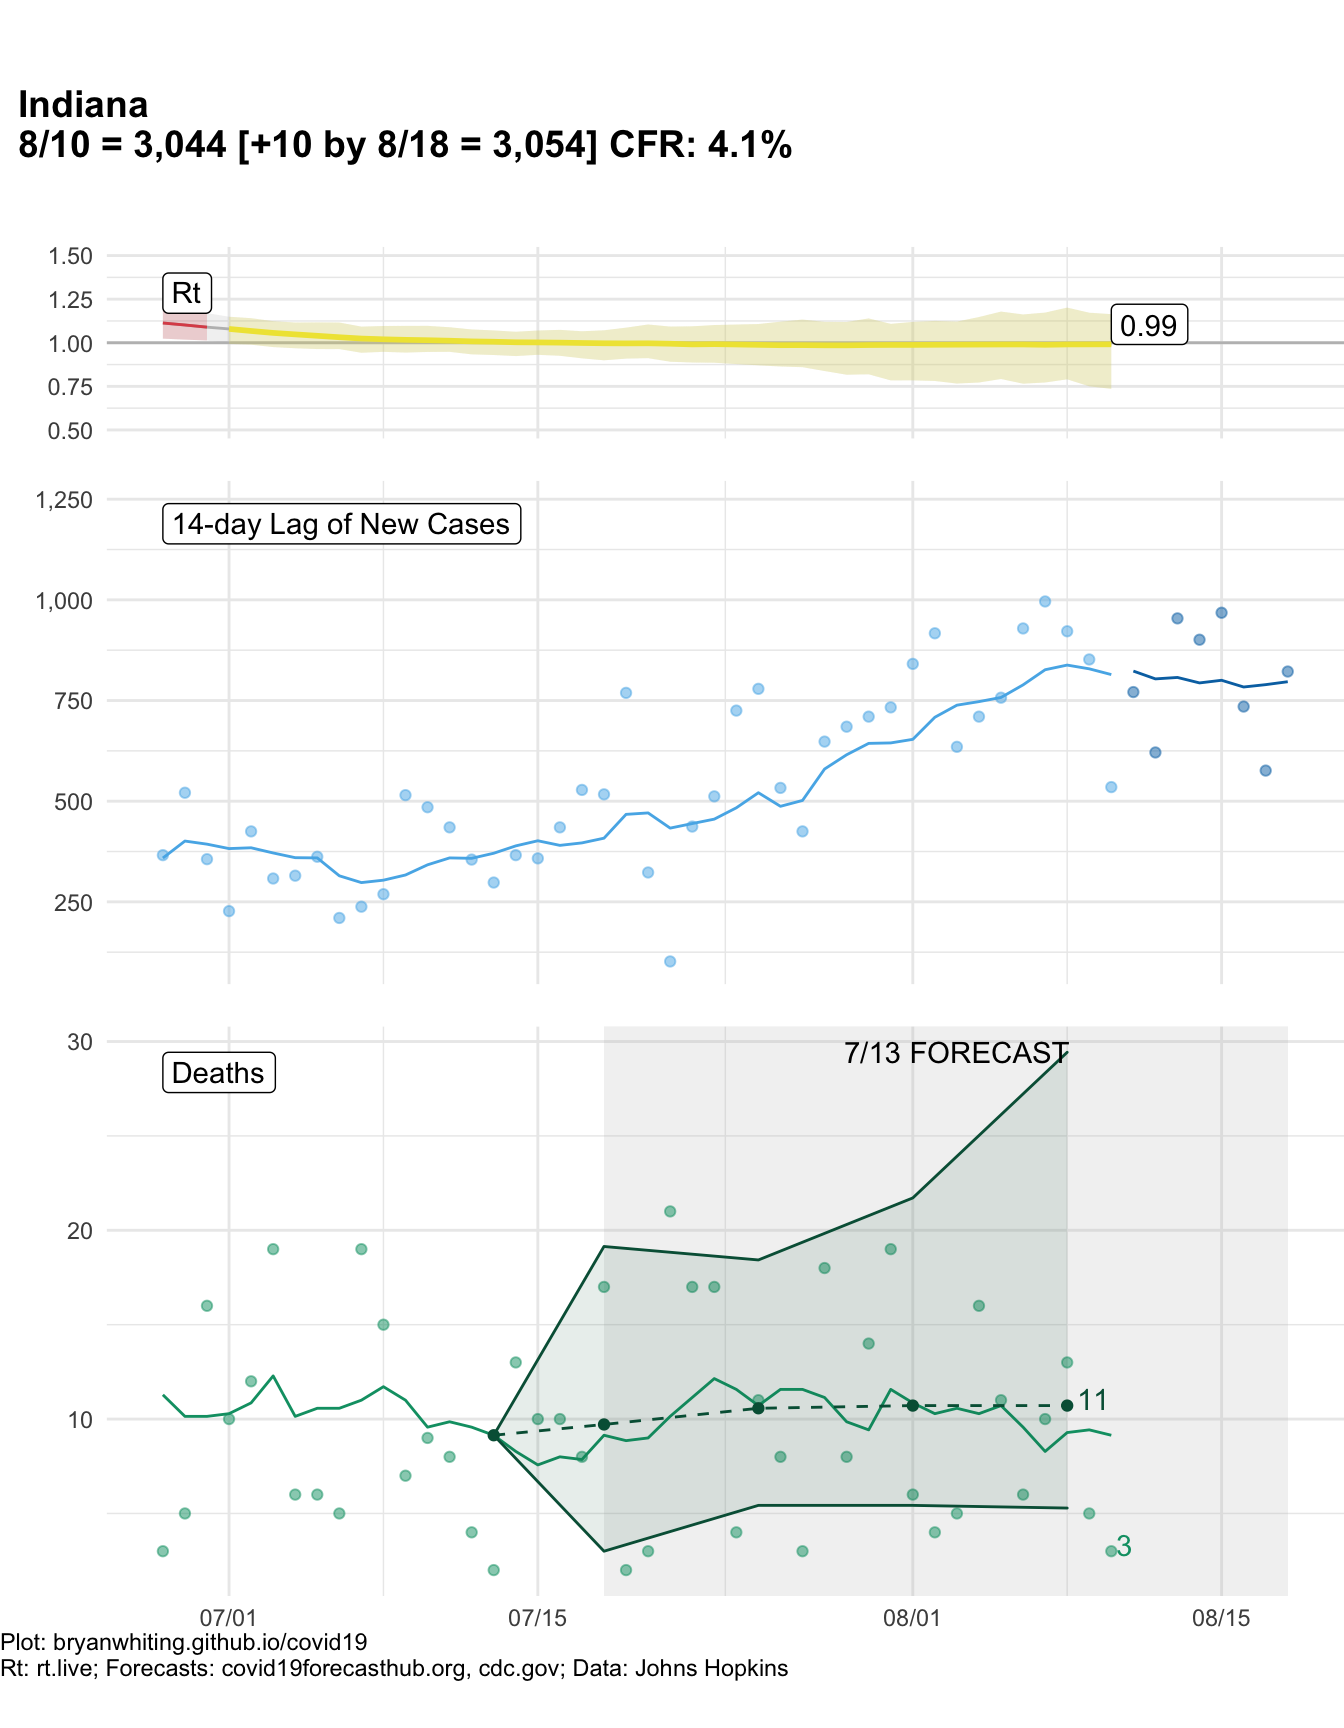 Indiana
8/10 = 3,044 [+10 by 8/18 = 3,054] CFR: 4.1%
1.50
Rt
1.25
0.99
1.00
0.75
0.50
1,250
14-day Lag of New Cases
1,000
750
500
250
30
7/13 FORECAST
Deaths
20
11
10
3
07/01 07/15 08/01 08/15
Plot: bryanwhiting.github.io/covid19
Rt: rt.live; Forecasts: covid19forecasthub.org, cdc.gov; Data: Johns Hopkins